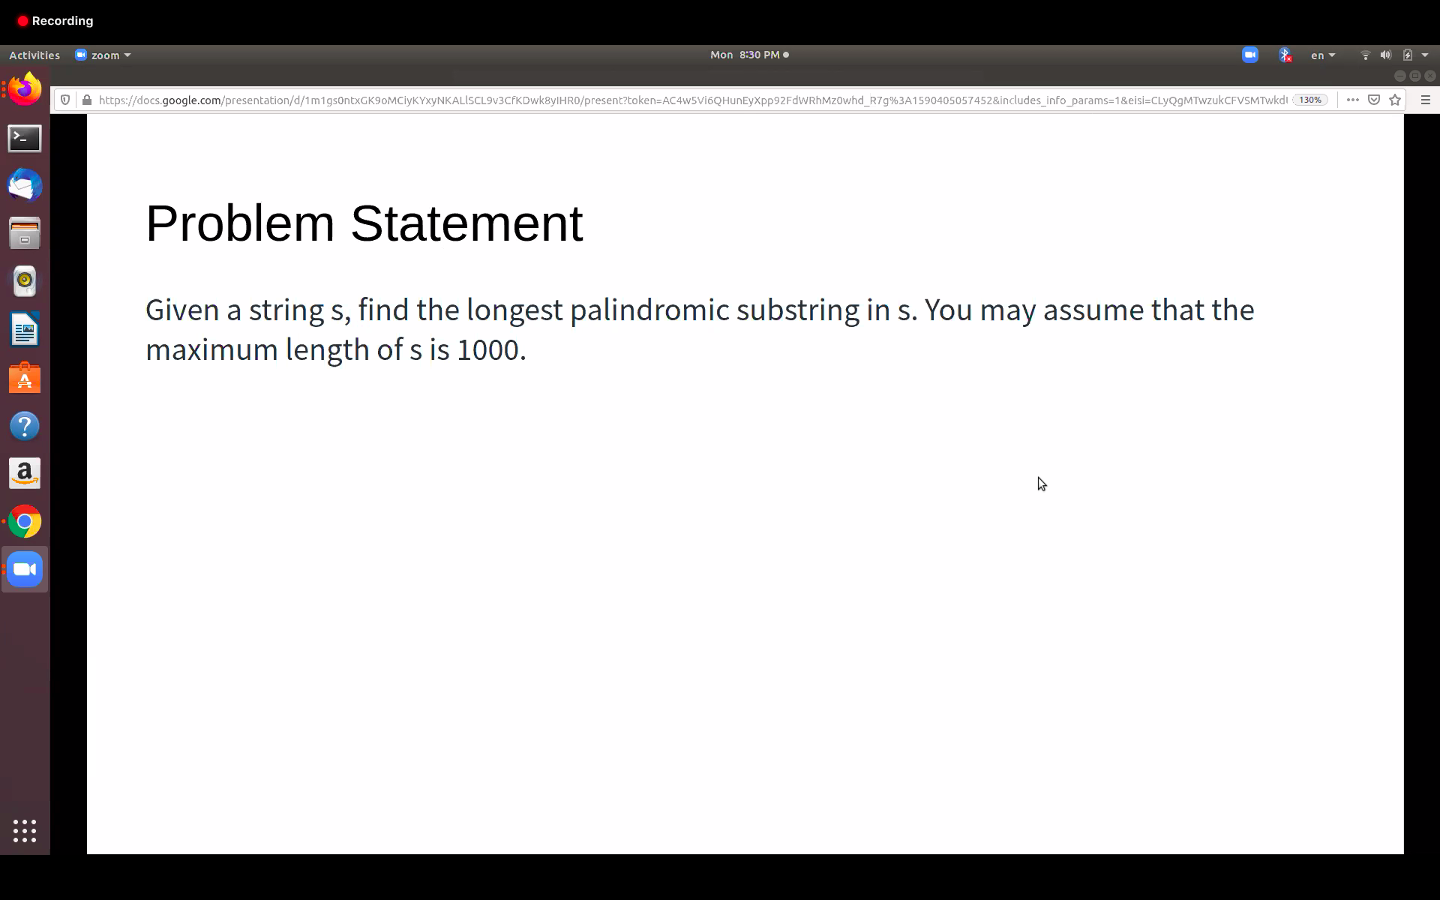 Recording
Activities zoom Mon 8:30 PM en
https://docs.google.com/presentation/d/1m1gs0ntxGK9oMCiyKYxyNKALlSCL9v3CfKDwk8yIHR0/present?token=AC4w5Vi6QHunEyXpp92FdWRhMz0whd_R7g%3A1590405057452&includes_info_params=1&eisi=CLyQgMTwzukCFVSMTwkdU 130%
Problem Statement
Given a string s, find the longest palindromic substring in s. You may assume that the
maximum length of s is 1000.